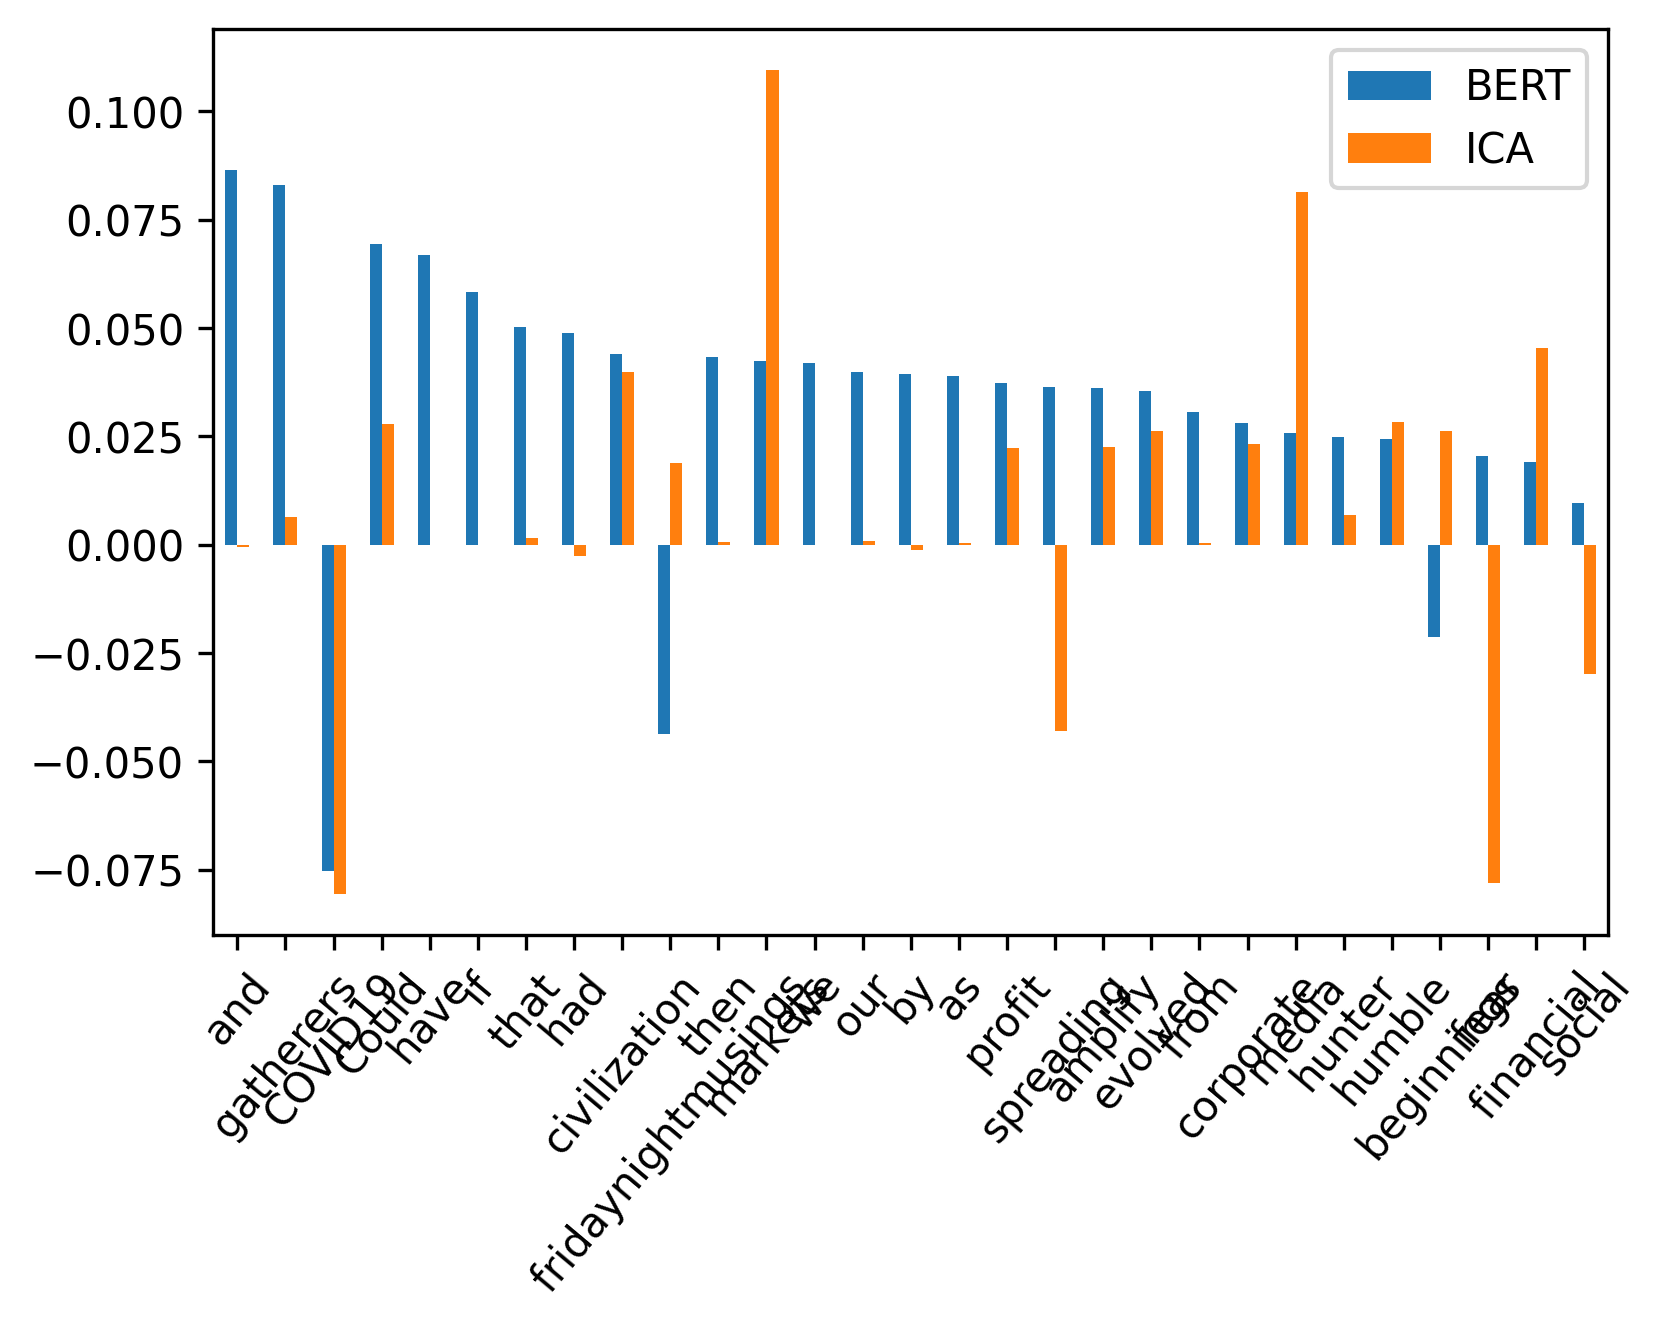 BERT
ICA
0.100
0.075
0.050
0.025
0.000
−0.025
−0.050
−0.075
and
gatherers
COVID19
Could
have
if
that
had
civilization
fridaynightmusings
then
markets
we
our
by
as
profit
spreading
amplify
evolved
from
corporate
media
hunter
humble
beginnings
fear
financial
social